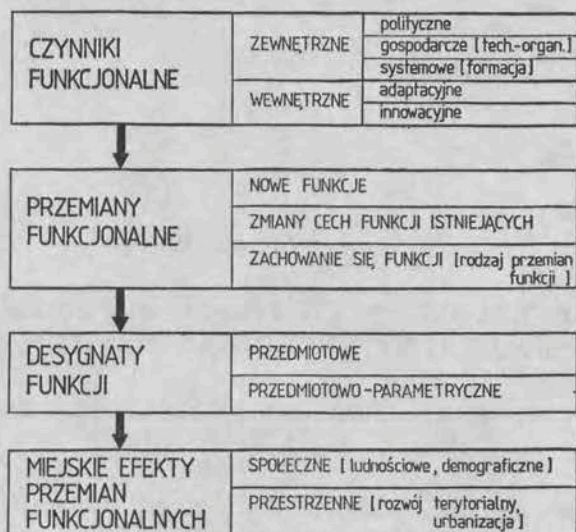 CZYNNIKI
FUNKCJONALNE
ZEWNĘTRZNE
polityczne
gospodarcze [tech.-organ.]
systemowe [formacja]
WEWNĘTRZNE
adaptacyjne
innowacyjne
PRZEMIANY
FUNKCJONALNE
NOWE FUNKCJE
ZMIANY CECH FUNKCJI ISTNIEJĄCYCH
ZACHOWANIE SIĘ FUNKCJI [rodzaj przemian
funkcji]
DESYGNATY
FUNKCJI
PRZEDMIOTOWE
PRZEDMIOTOWO-PARAMETRYCZNE
MIEJSKIE EFEKTY
PRZEMIAN
FUNKCJONALNYCH
SPOŁECZNE [ludnościowe, demograficzne]
PRZESTRZENNE [rozwój terytorialny,
urbanizacja]